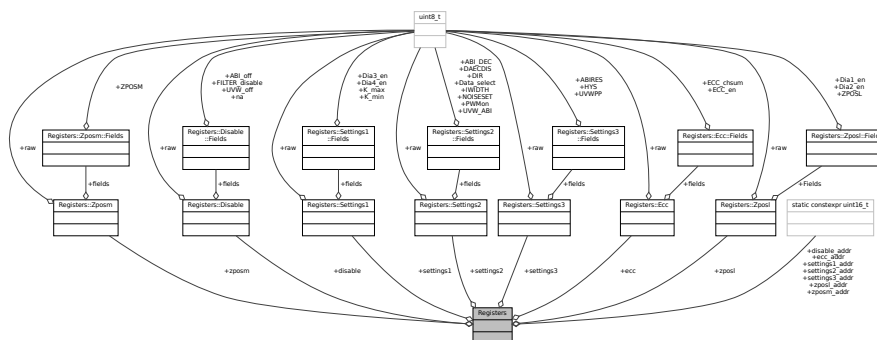 uint8_t
+ZPOSM
+ABI_off
+FILTER_disable
+UVW_off
+na
+Dia3_en
+Dia4_en
+K_max
+K_min
+ABI_DEC
+DAECDIS
+DIR
+Data_select
+IWIDTH
+NOISESET
+PWMon
+UVW_ABI
+ABIRES
+HYS
+UVWPP
+ECC_chsum
+ECC_en
+Dia1_en
+Dia2_en
+ZPOSL
Registers::Zposm::Fields
Registers::Disable
::Fields
Registers::Settings1
::Fields
Registers::Settings2
::Fields
Registers::Settings3
::Fields
Registers::Ecc::Fields
Registers::Zposl::Fiel
+raw
+raw
+raw
+raw
+raw
+raw
+raw
+fields
+fields
+fields
+fields
+fields
+fields
+Fields
Registers::Zposm
Registers::Disable
Registers::Settings1
Registers::Settings2
Registers::Settings3
Registers::Ecc
Registers::Zposl
static constexpr uint16_t
+zposm
+disable
+settings1
+settings2
+settings3
+ecc
+zposl
+disable_addr
+ecc_addr
+settings1_addr
+settings2_addr
+settings3_addr
+zposl_addr
+zposm_addr
Registers